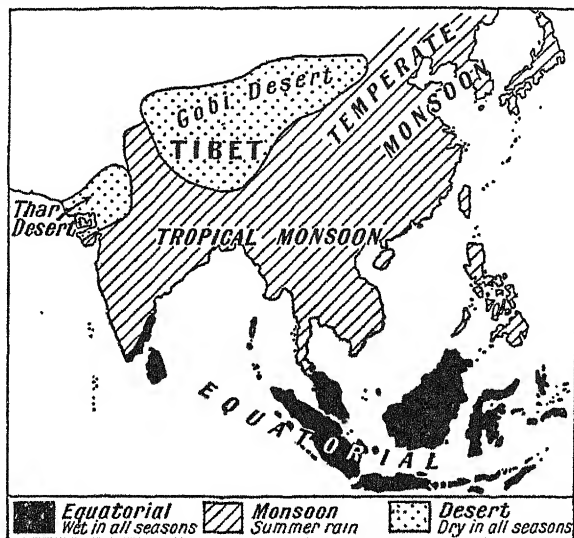 Gobi Desert
TIBET
TEMPERATE
MONSOON
Thar
Desert
TROPICAL MONSOON
EQUATORIAL
Equatorial
Wet in all seasons
Monsoon
Summer rain
Desert
Dry in all seasons